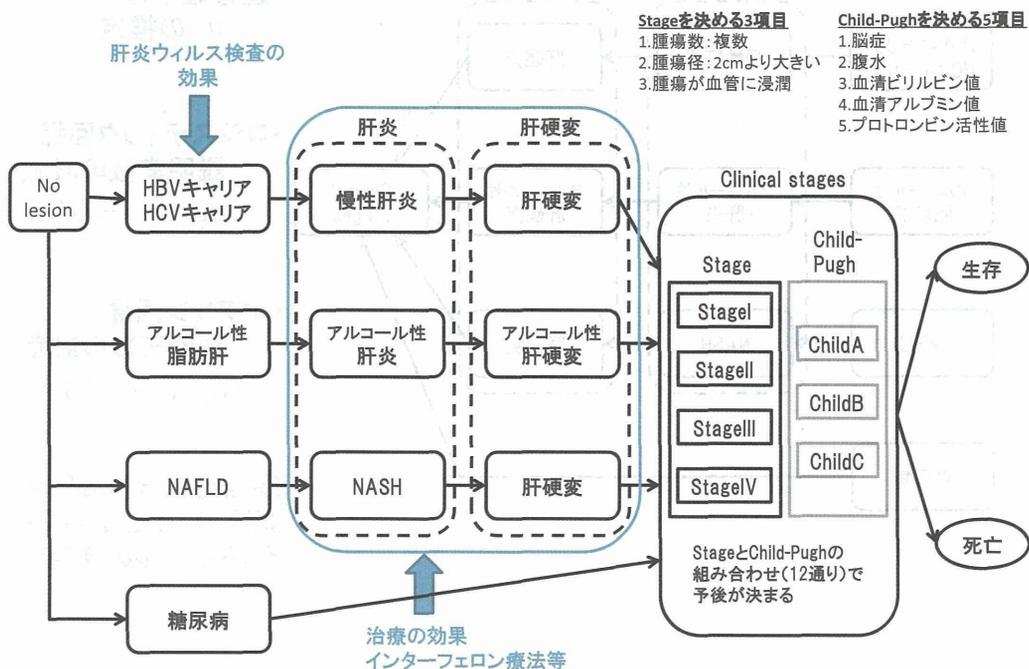 Stageを決める3項目
1.腫瘍数:複数
2.腫瘍径:2cmより大きい
3.腫瘍が血管に浸潤
Child-Pughを決める5項目
1.脳症
2.腹水
3.血清ビリルビン値
4.血清アルブミン値
5.プロトロンビン活性値
肝炎ウィルス検査の
効果
肝炎
肝硬変
No
lesion
HBVキャリア
HCVキャリア
慢性肝炎
肝硬変
アルコール性
脂肪肝
アルコール性
肝炎
アルコール性
肝硬変
NAFLD
NASH
肝硬変
糖尿病
治療の効果
インターフェロン療法等
Clinical stages
Stage
StageI
StageII
StageIII
StageIV
Child-
Pugh
ChildA
ChildB
ChildC
StageとChild-Pughの
組み合わせ(12通り)で
予後が決まる
生存
死亡